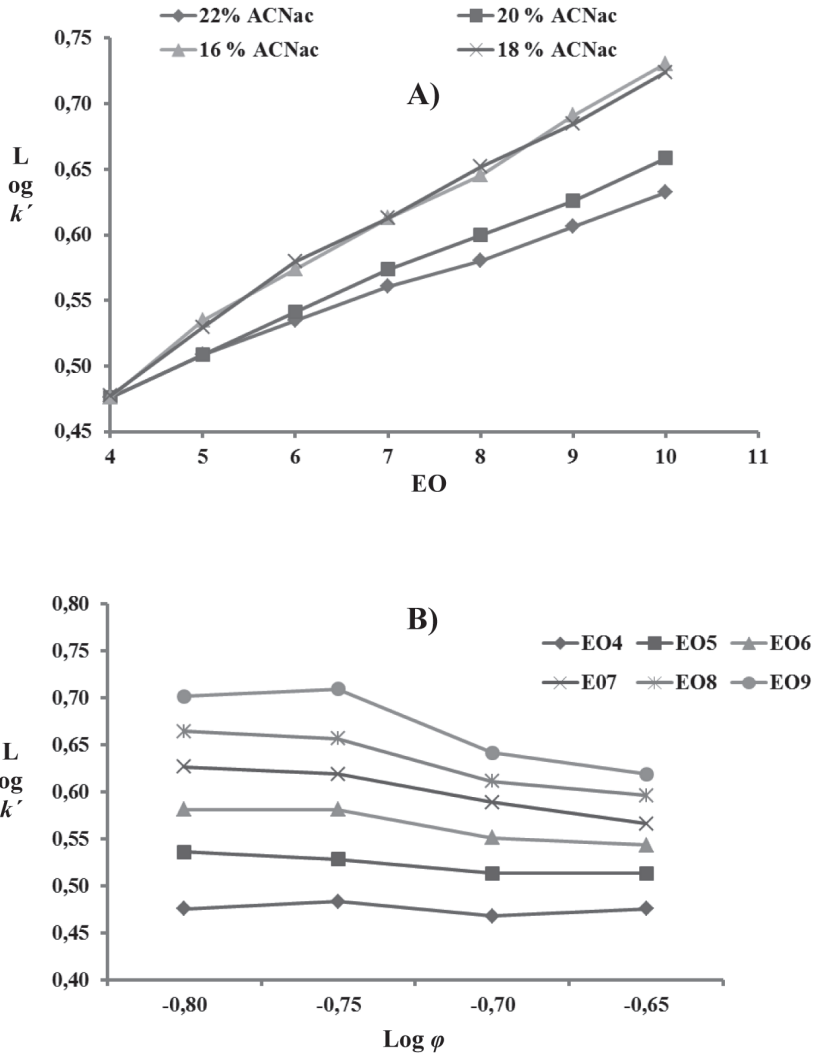 22% ACNac 20 % ACNac
16 % ACNac 18 % ACNac
0,75
A)
0,70
0,65
L
og
k´
0,60
0,55
0,50
0,45
4 5 6 7 8 9 10 11
EO
0,80
B)
EO4 EO5 EO6
0,75
E07 EO8 EO9
0,70
0,65
L
og
k´
0,60
0,55
0,50
0,45
0,40
-0,80 -0,75 -0,70 -0,65
Log φ